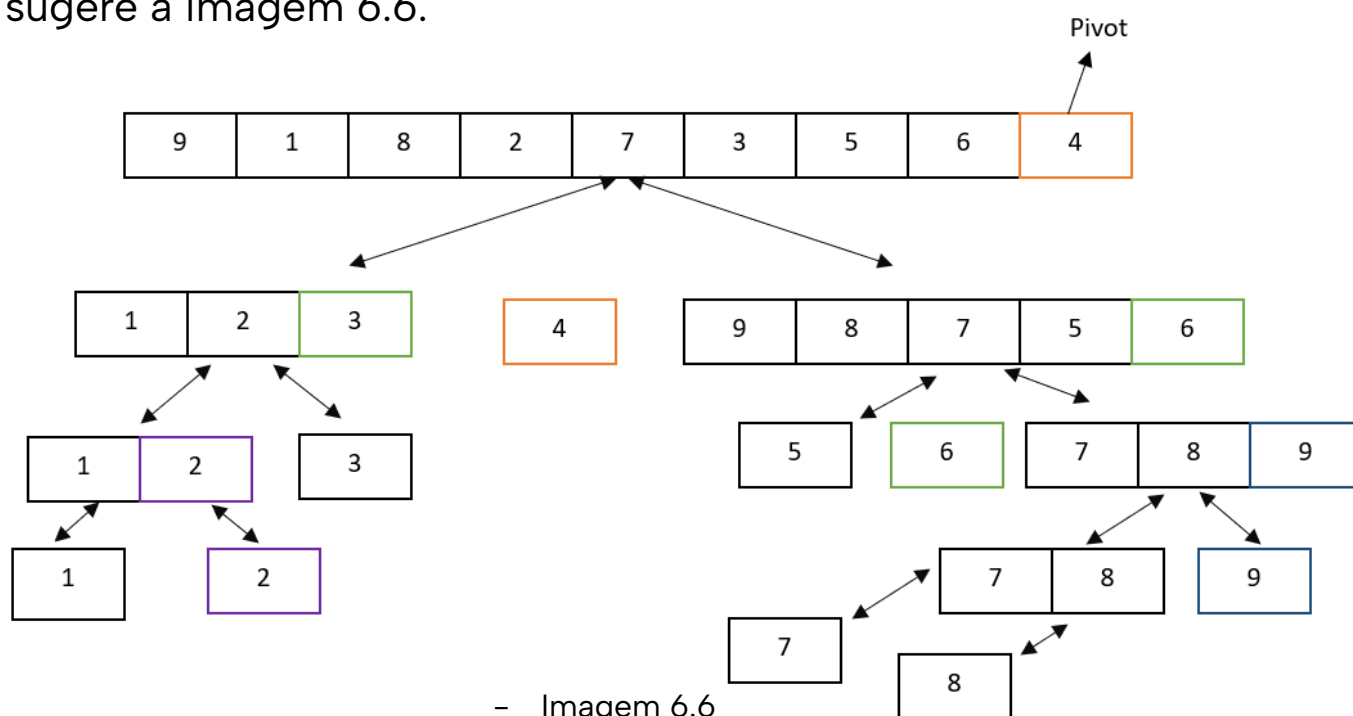 sugere a Imagem 6.6.
Pivot
9 1 8 2 7 3 5 6 4
1 2 3 4 9 8 7 5 6
1 2 3 5 6 7 8 9
1 2 7 8 9
7 8
– Imagem 6.6